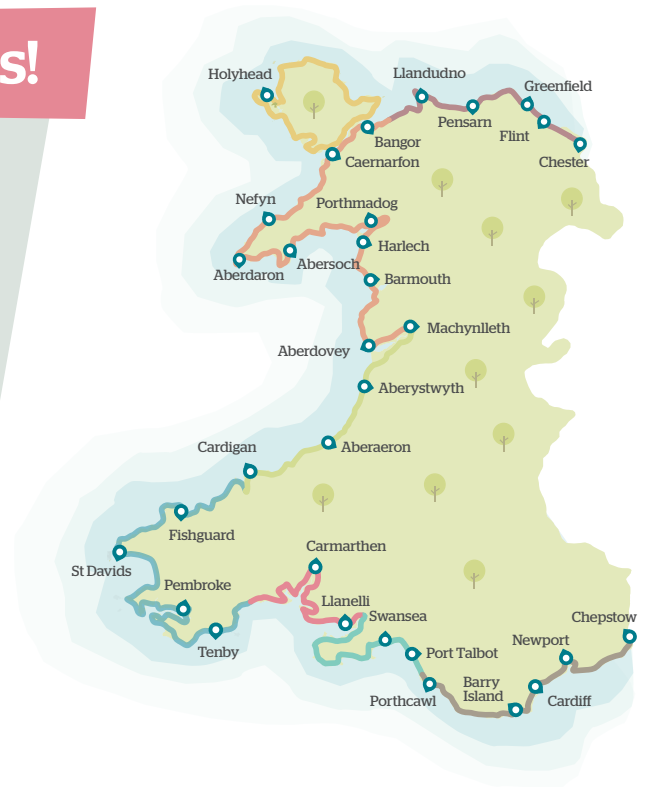 s!
Holyhead
Llandudno
Greenfield
Pensarn
Flint
Bangor
Chester
Caernarfon
Nefyn
Porthmadog
Harlech
Abersoch
Aberdaron
Barmouth
Machynlleth
Aberdovey
Aberystwyth
Cardigan
Aberaeron
Fishguard
Carmarthen
St Davids
Pembroke
Llanelli
Swansea
Chepstow
Tenby
Newport
Port Talbot
Barry
Island
Porthcawl
Cardiff